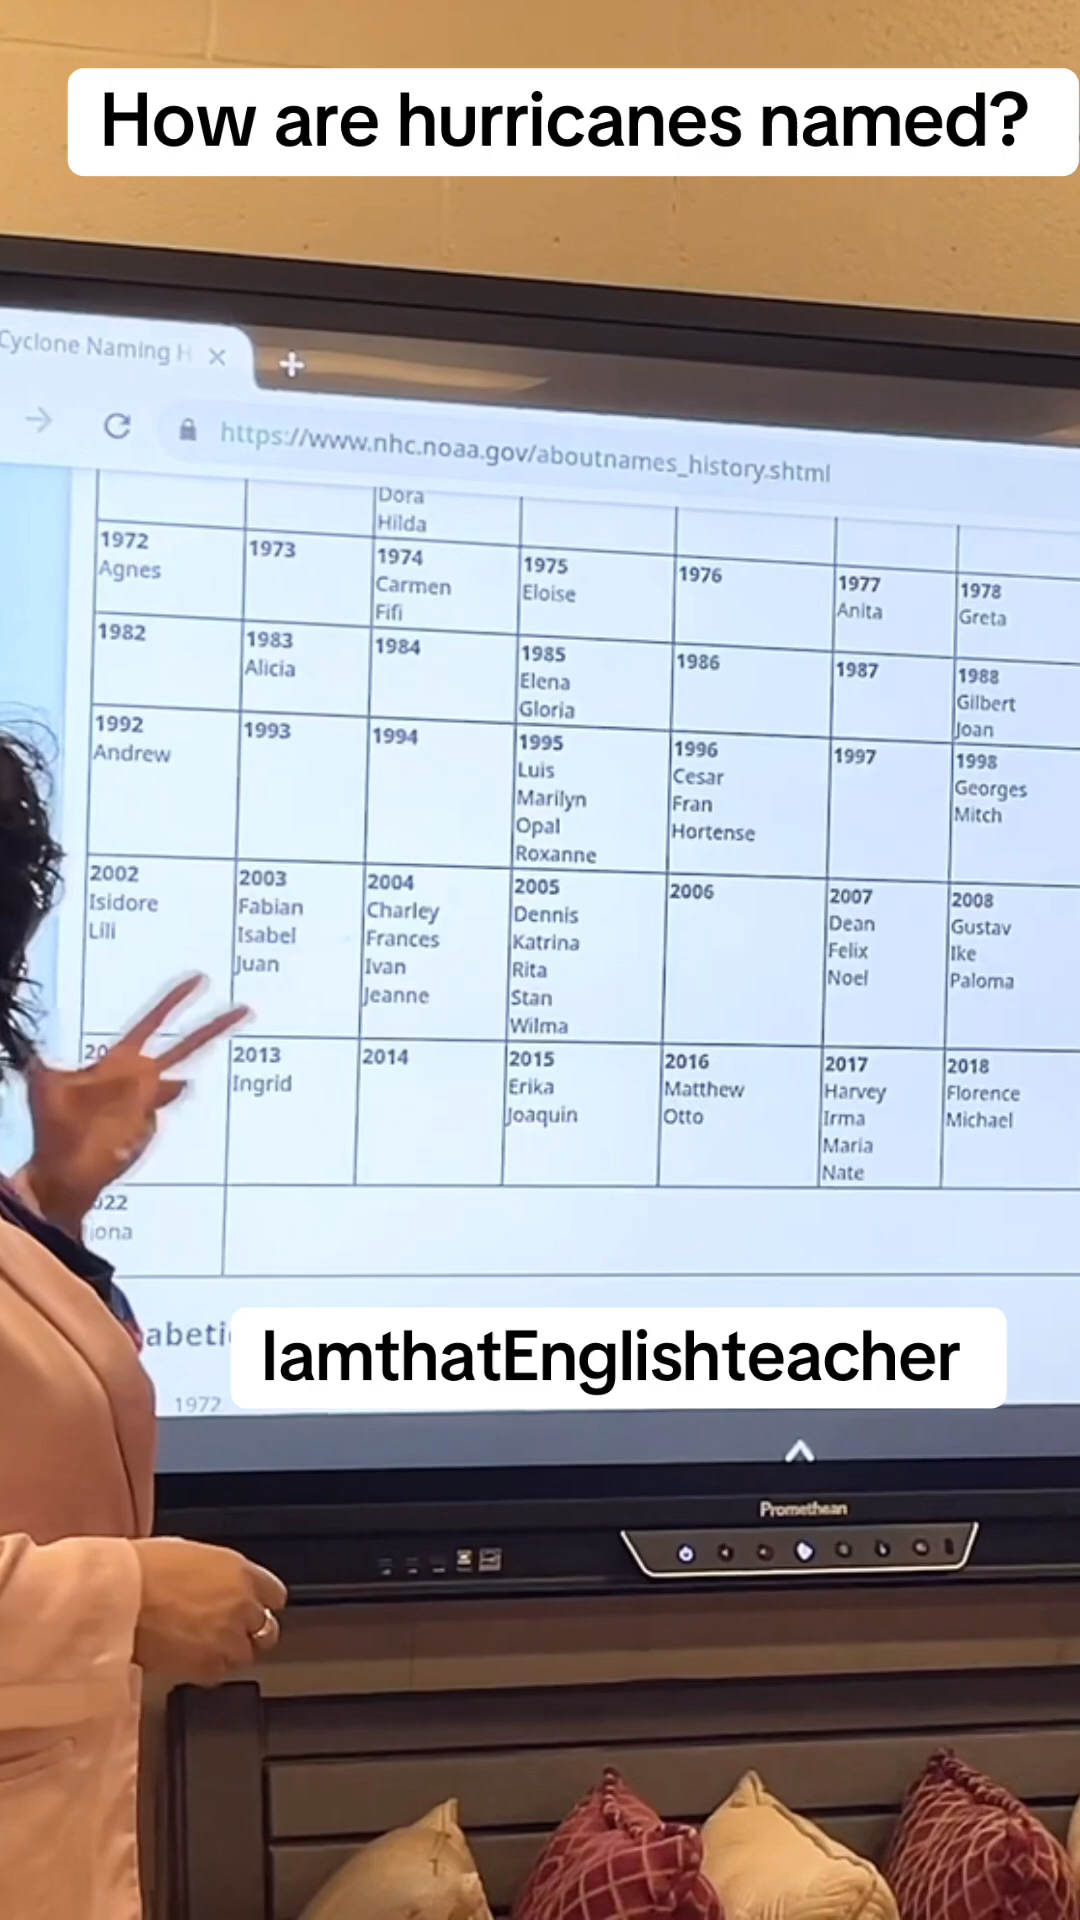 How are hurricanes named?
Cyclone Naming H
https://www.nhc.noaa.gov/aboutnames_history.shtml
Dora
Hilda
1972
Agnes
1973
1974
Carmen
Fifi
1975
Eloise
1976
1977
Anita
1978
Greta
1982
1983
Alicia
1984
1985
Elena
Gloria
1986
1987
1988
Gilbert
Joan
1992
Andrew
1993
1994
1995
Luis
Marilyn
Opal
Roxanne
1996
Cesar
Fran
Hortense
1997
1998
Georges
Mitch
2002
Isidore
Lili
2003
Fabian
Isabel
Juan
2004
Charley
Frances
Ivan
Jeanne
2005
Dennis
Katrina
Rita
Stan
Wilma
2006
2007
Dean
Felix
Noel
2008
Gustav
Ike
Paloma
20
2013
Ingrid
2014
2015
Erika
Joaquin
2016
Matthew
Otto
2017
Harvey
Irma
Maria
Nate
2018
Florence
Michael
022
iona
abeti
IamthatEnglishteacher
1972
Promethean